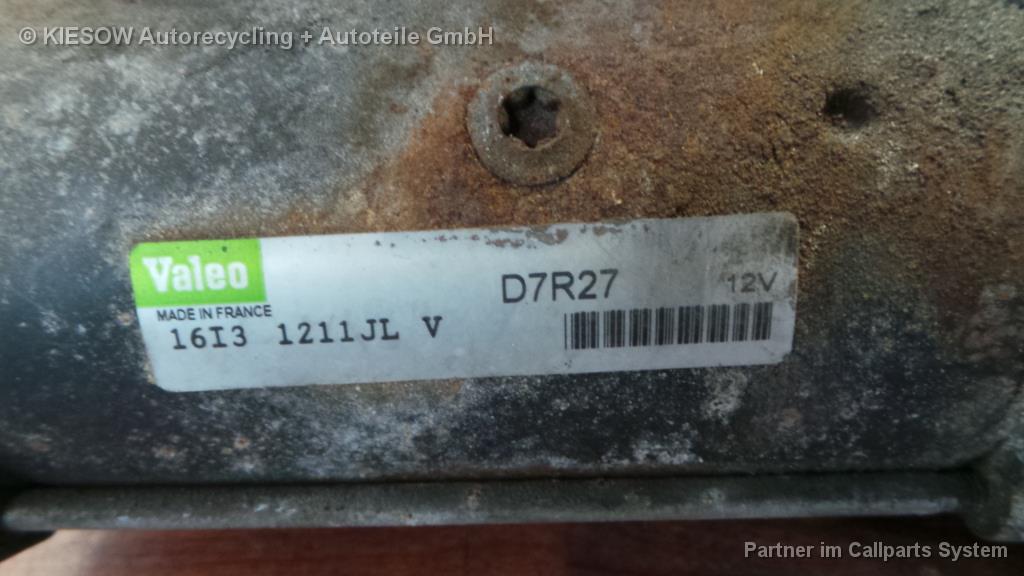 © KIESOW Autorecycling + Autoteile GmbH
Valeo
D7R27 12V
MADE IN FRANCE
16I3 1211JL V
Partner im Callparts System